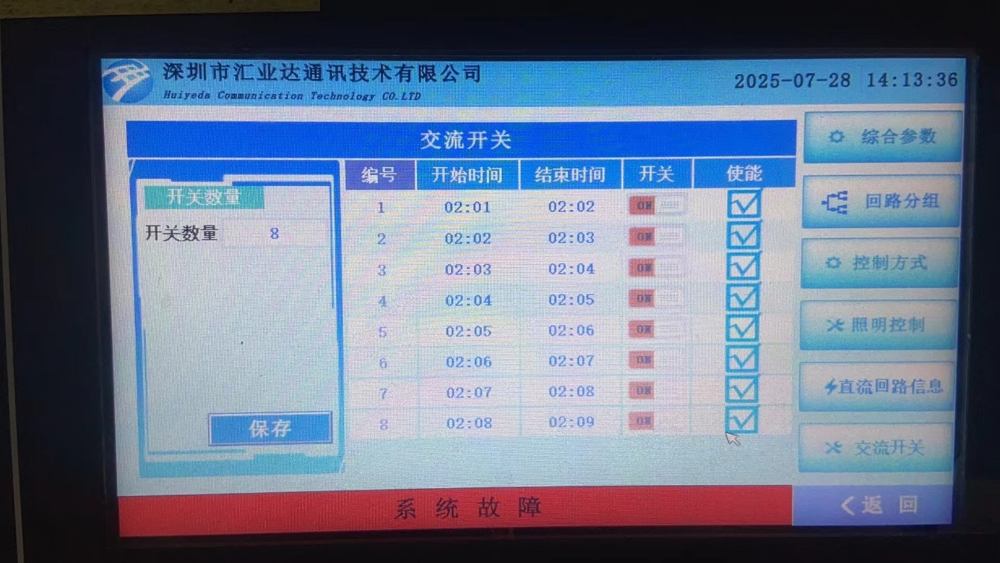 深圳市汇业达通讯技术有限公司
Huiyeda Communication Technology CO.LTD
2025-07-28 14:13:36
交流开关
开关数量
开关数量 8
保存
编号 开始时间 结束时间 开关 使能
1 02:01 02:02 ON
2 02:02 02:03 ON
3 02:03 02:04 ON
4 02:04 02:05 ON
5 02:05 02:06 ON
6 02:06 02:07 ON
7 02:07 02:08 ON
8 02:08 02:09 ON
综合参数
回路分组
控制方式
照明控制
直流回路信息
交流开关
系统故障
返回